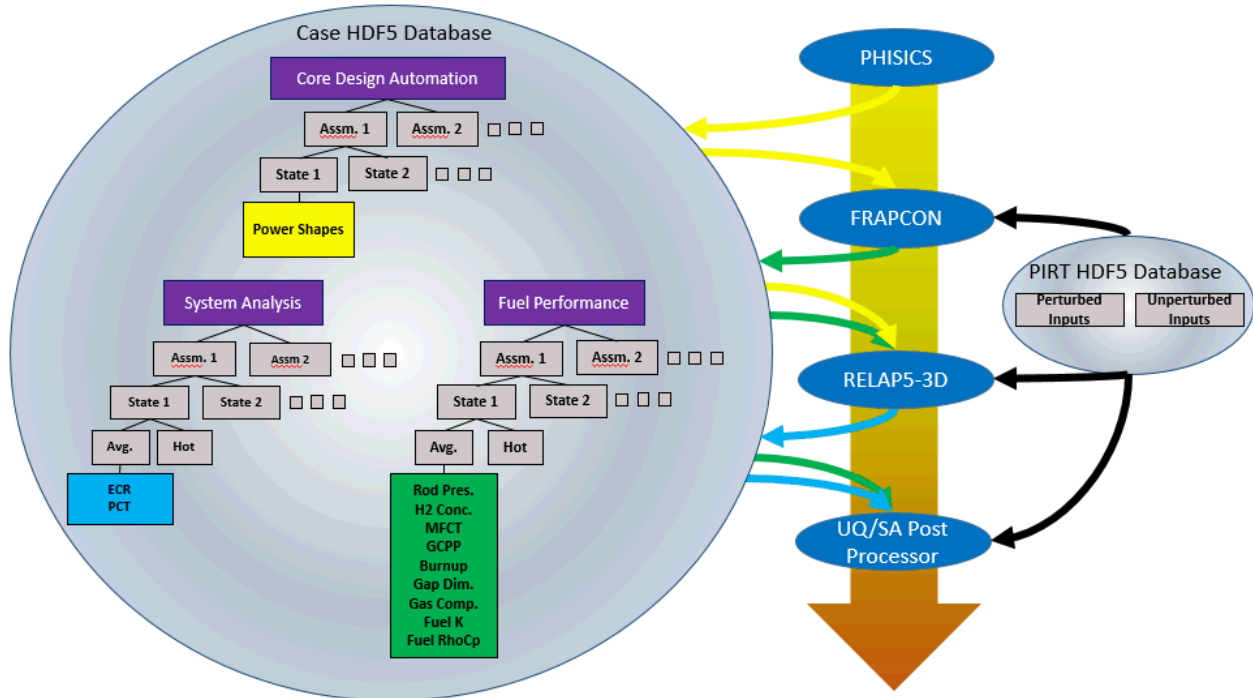 Case HDF5 Database
Core Design Automation
Assm. 1
Assm. 2
State 1
State 2
Power Shapes
System Analysis
Assm. 1
Assm 2
State 1
State 2
Avg.
Hot
ECR
PCT
Fuel Performance
Assm. 1
Assm. 2
State 1
State 2
Avg.
Hot
Rod Pres.
H2 Conc.
MFCT
GCPP
Burnup
Gap Dim.
Gas Comp.
Fuel K
Fuel RhoCp
PHISICS
FRAPCON
RELAP5-3D
UQ/SA Post
Processor
PIRT HDF5 Database
Perturbed
Inputs
Unperturbed
Inputs